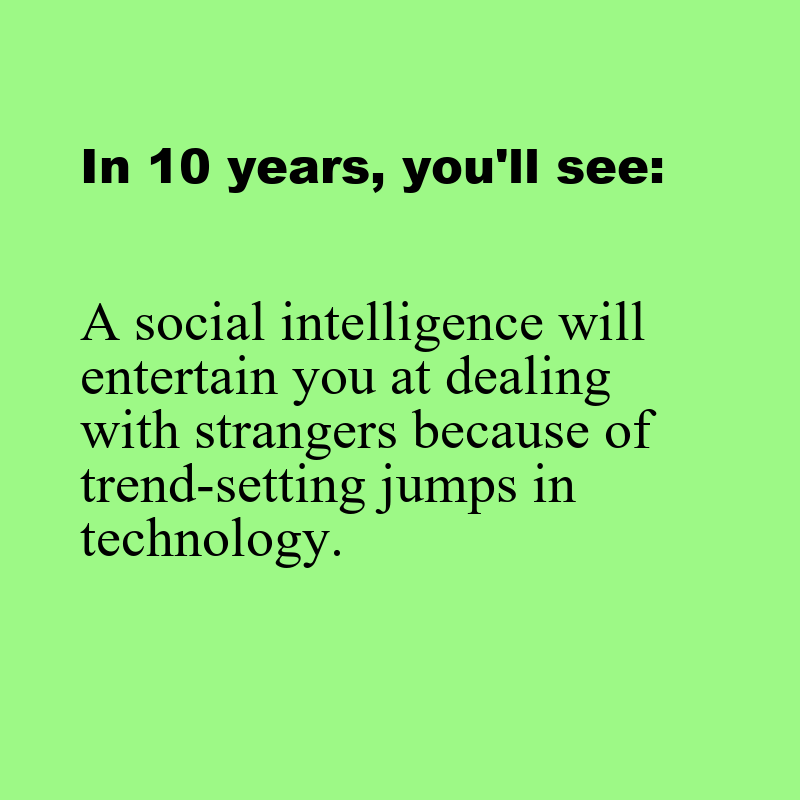 In 10 years, you'll see:
A social intelligence will
entertain you at dealing
with strangers because of
trend-setting jumps in
technology.